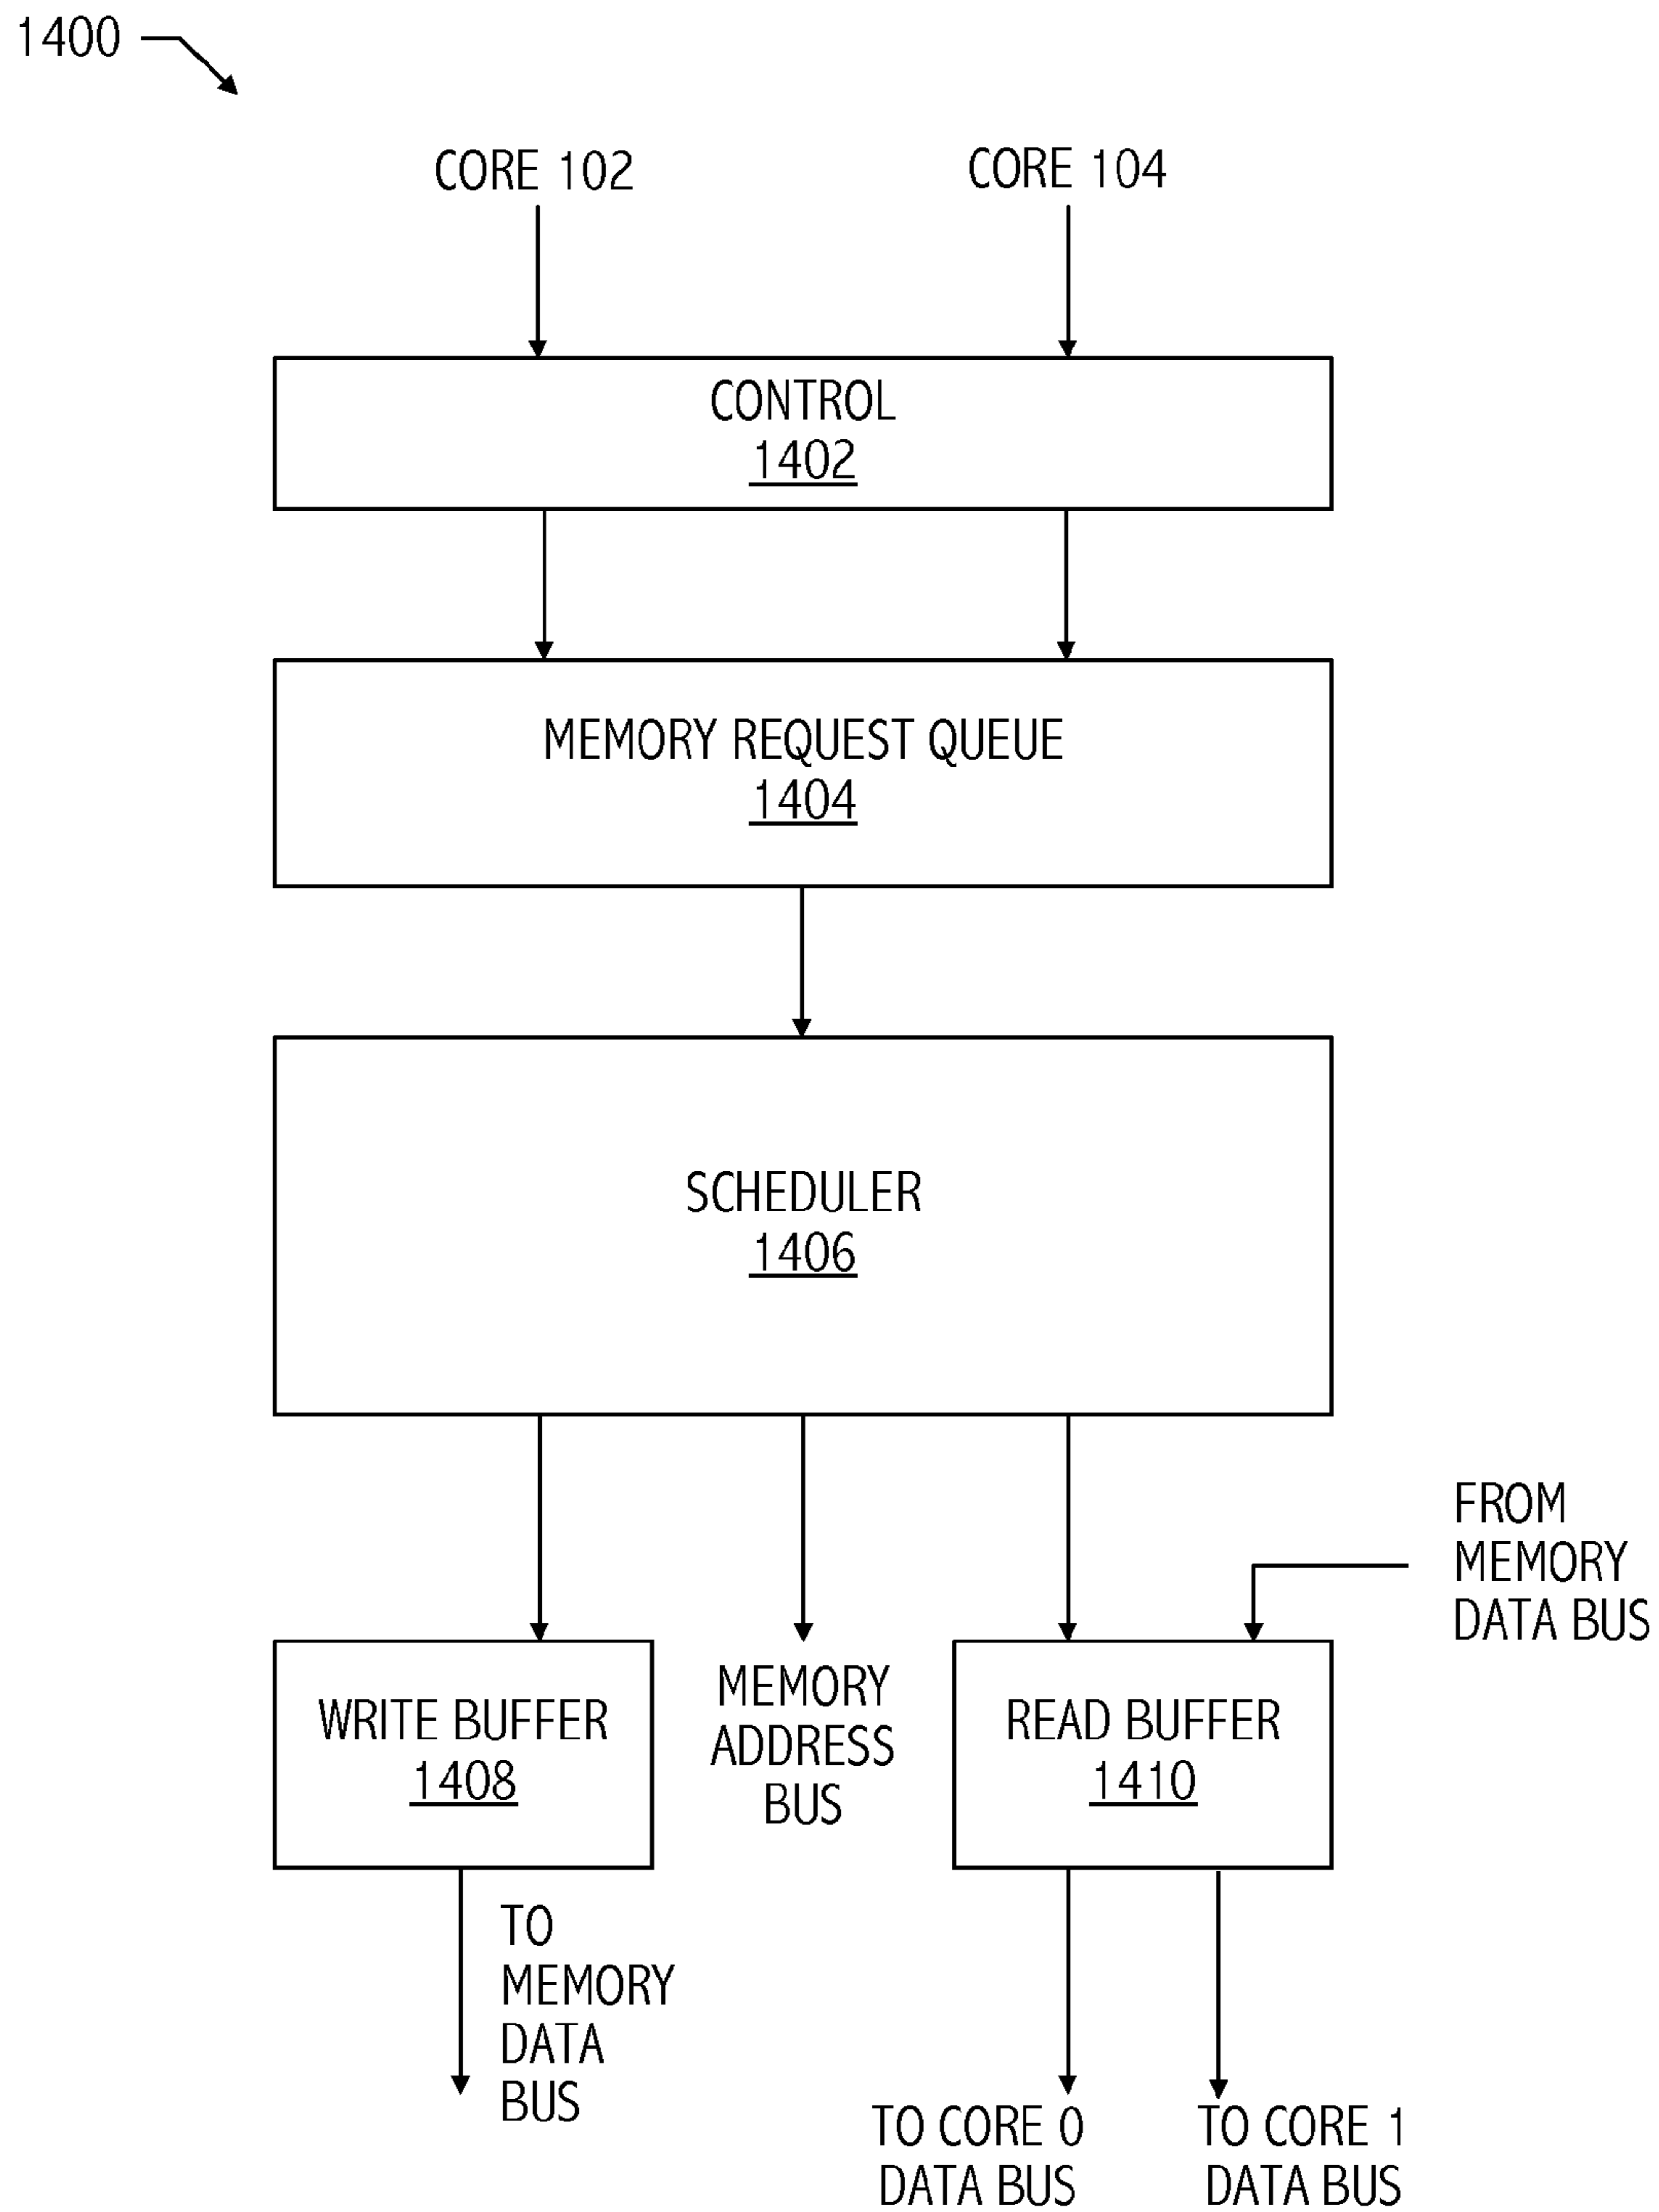 1400
CORE 102
CORE 104
CONTROL
1402
MEMORY REQUEST QUEUE
1404
SCHEDULER
1406
FROM
MEMORY
DATA BUS
WRITE BUFFER
1408
MEMORY
ADDRESS
BUS
READ BUFFER
1410
TO
MEMORY
DATA
BUS
TO CORE 0
DATA BUS
TO CORE 1
DATA BUS